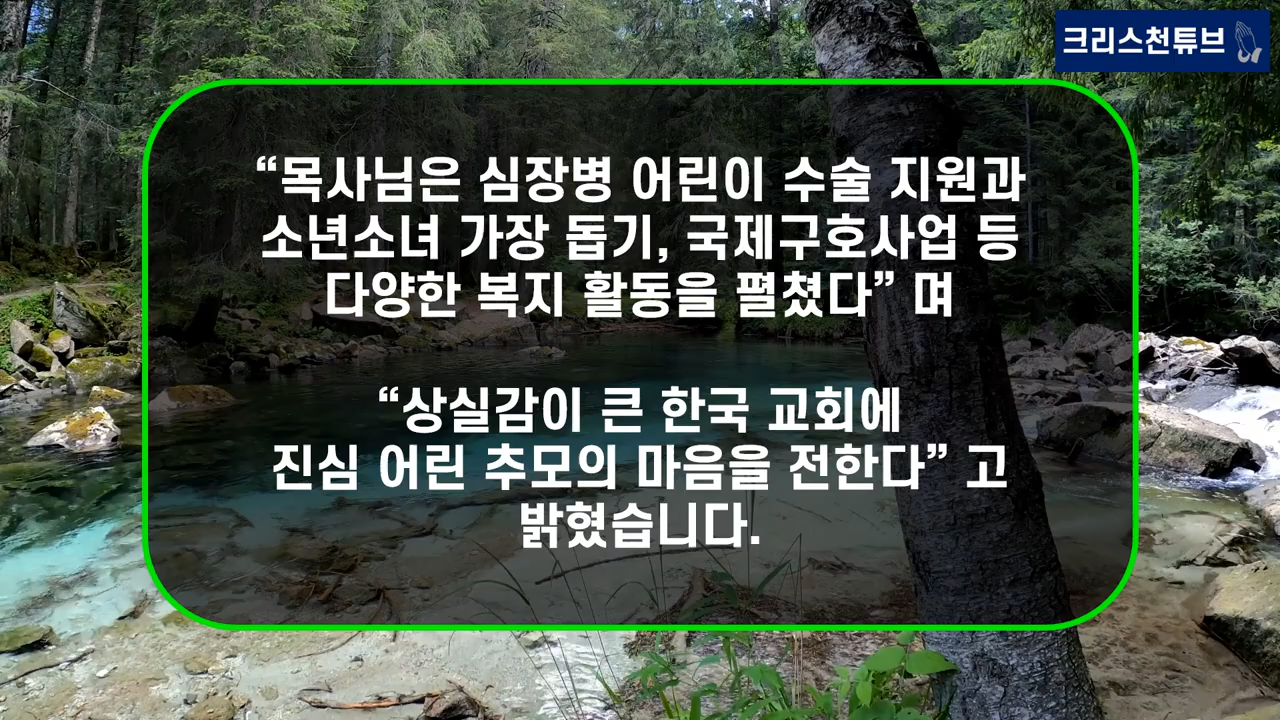 크리스천튜브
“목사님은 심장병 어린이 수술 지원과
소년소녀 가장 돕기, 국제구호사업 등
다양한 복지 활동을 펼쳤다” 며
“상실감이 큰 한국 교회에
진심 어린 추모의 마음을 전한다” 고
밝혔습니다.